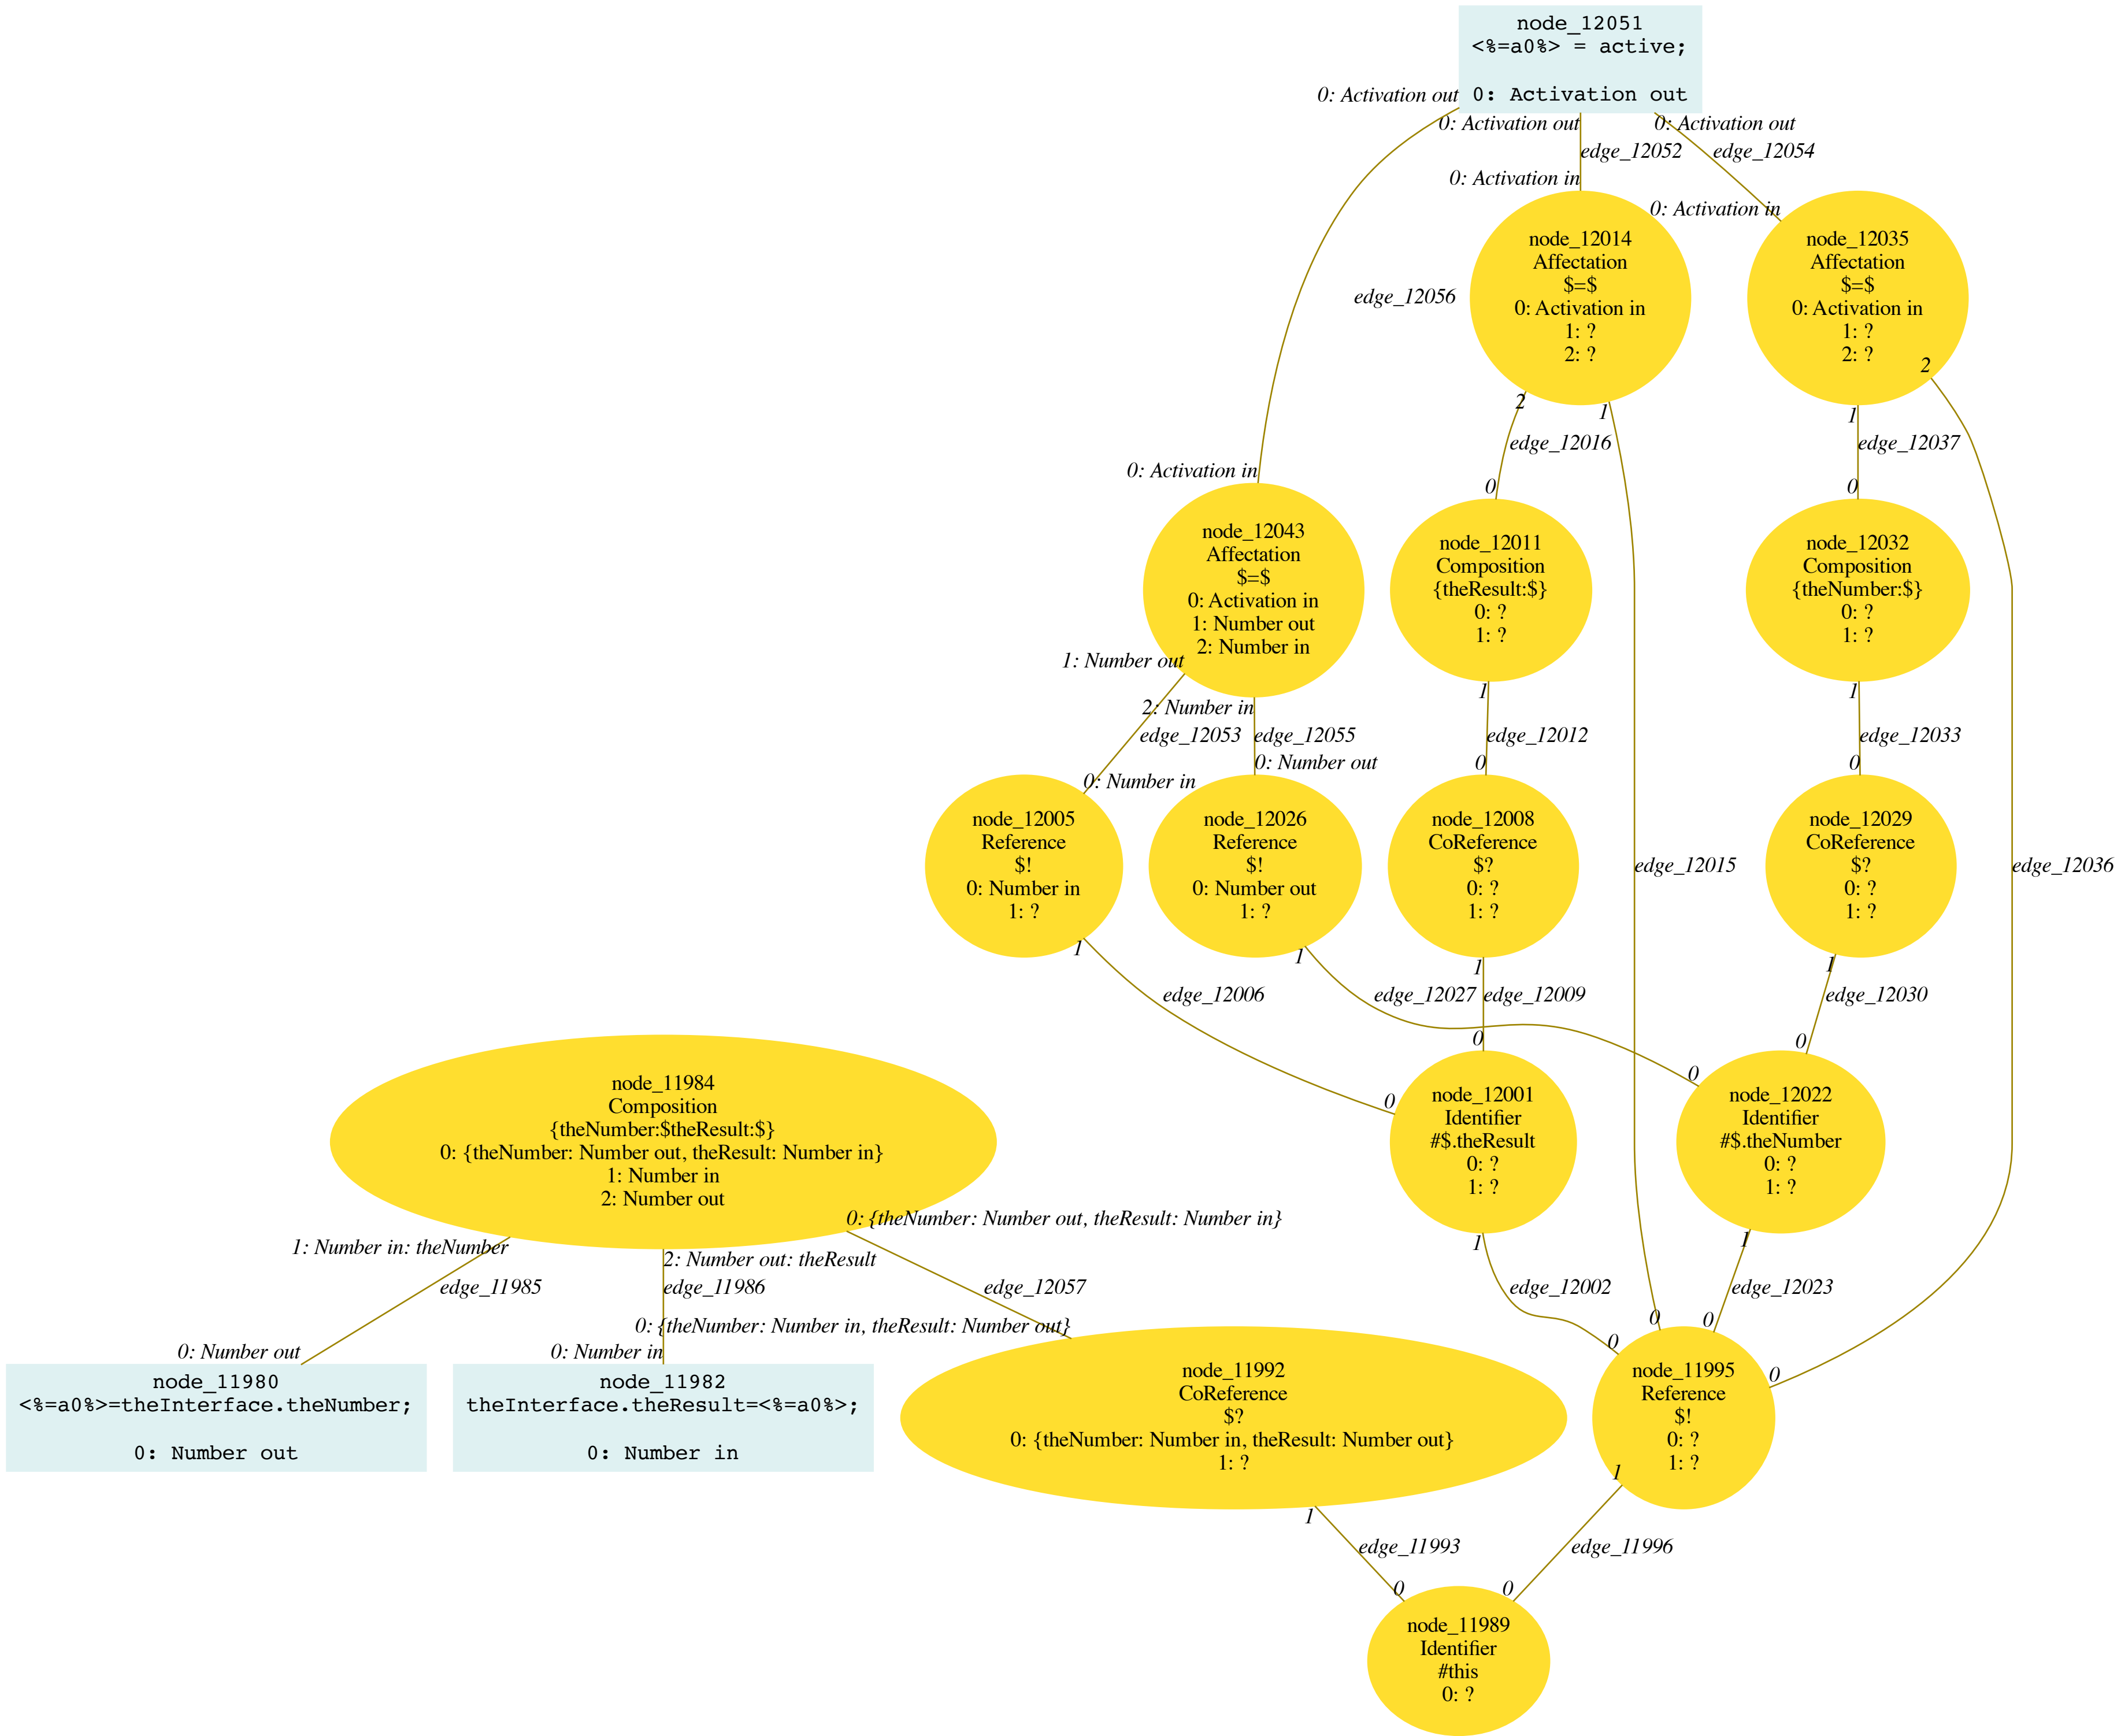 node_12051
<%=a0%> = active;
0: Activation out
0: Activation out
0: Activation out
0: Activation out
edge_12052
edge_12054
0: Activation in
0: Activation in
node_12014
Affectation
$=$
0: Activation in
1: ?
2: ?
node_12035
Affectation
$=$
0: Activation in
1: ?
2: ?
edge_12056
2
2
1
1
edge_12016
edge_12037
0: Activation in
0
0
node_12043
Affectation
$=$
0: Activation in
1: Number out
2: Number in
node_12011
Composition
{theResult:$}
0: ?
1: ?
node_12032
Composition
{theNumber:$}
0: ?
1: ?
1: Number out
2: Number in
1
1
edge_12053
edge_12055
edge_12012
edge_12033
0: Number in
0: Number out
0
0
node_12005
Reference
$!
0: Number in
1: ?
node_12026
Reference
$!
0: Number out
1: ?
node_12008
CoReference
$?
0: ?
1: ?
edge_12015
node_12029
CoReference
$?
0: ?
1: ?
edge_12036
1
1
1
1
edge_12006
edge_12027
edge_12009
edge_12030
0
0
0
0
node_11984
Composition
{theNumber:$theResult:$}
0: {theNumber: Number out, theResult: Number in}
1: Number in
2: Number out
node_12001
Identifier
#$.theResult
0: ?
1: ?
node_12022
Identifier
#$.theNumber
0: ?
1: ?
0: {theNumber: Number out, theResult: Number in}
1: Number in: theNumber
2: Number out: theResult
1
1
edge_11985
edge_11986
edge_12057
edge_12002
edge_12023
0: Number out
0: Number in
0: {theNumber: Number in, theResult: Number out}
0
0
0
0
node_11980
<%=a0%>=theInterface.theNumber;
0: Number out
node_11982
theInterface.theResult=<%=a0%>;
0: Number in
node_11992
CoReference
$?
0: {theNumber: Number in, theResult: Number out}
1: ?
node_11995
Reference
$!
0: ?
1: ?
1
1
edge_11993
edge_11996
0
0
node_11989
Identifier
#this
0: ?